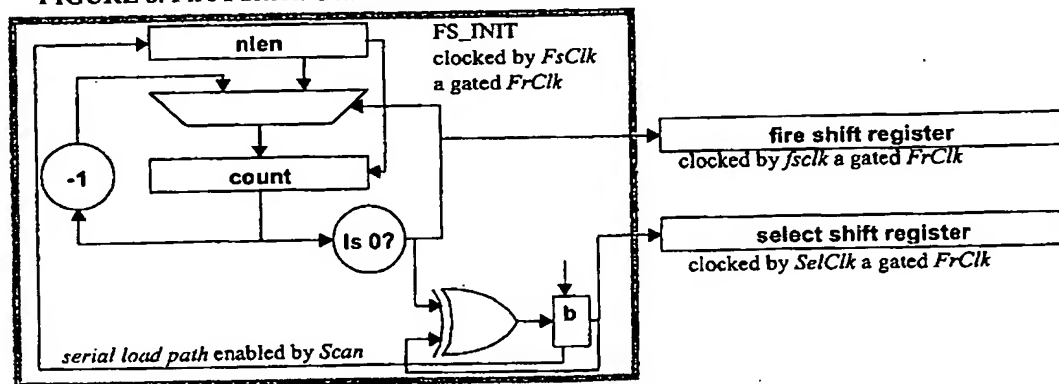 nlen
FS_INIT
clocked by FsClk
a gated FrClk
fire shift register
clocked by fsclk a gated FrClk
-1
count
Is 0?
select shift register
clocked by SelClk a gated FrClk
b
serial load path enabled by Scan